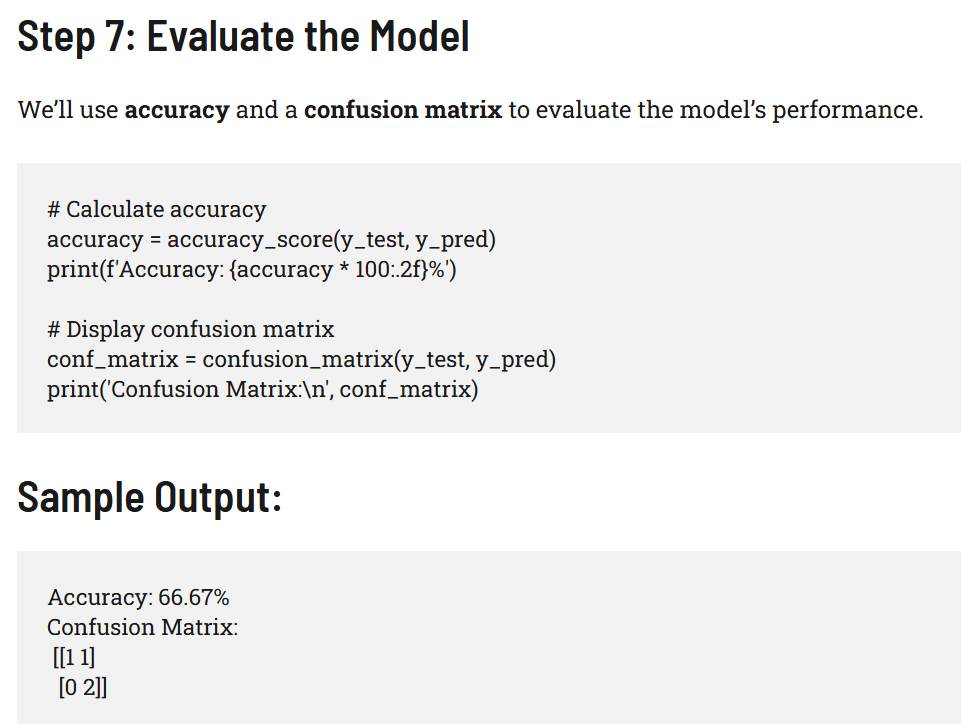 Step 7: Evaluate the Model
We’ll use accuracy and a confusion matrix to evaluate the model’s performance.
# Calculate accuracy
accuracy = accuracy_score(y_test, y_pred)
print(f'Accuracy: {accuracy * 100:.2f}%')
# Display confusion matrix
conf_matrix = confusion_matrix(y_test, y_pred)
print('Confusion Matrix:\n', conf_matrix)
Sample Output:
Accuracy: 66.67%
Confusion Matrix:
[[1 1]
[0 2]]